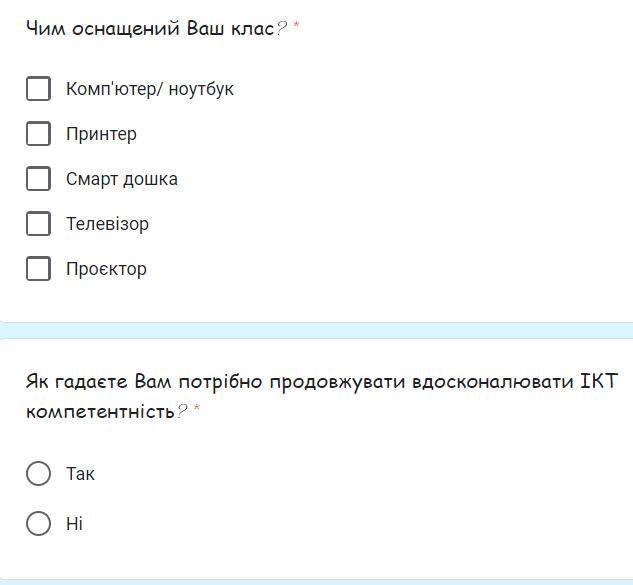 Чим оснащений Ваш клас? *
Комп'ютер/ ноутбук
Принтер
Смарт дошка
Телевізор
Проєктор
Як гадаєте Вам потрібно продовжувати вдосконалювати ІКТ
компетентність? *
Так
Ні